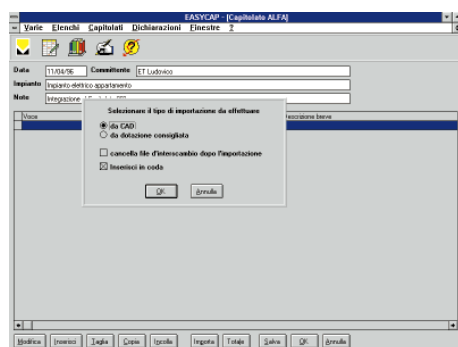 EASYCAP - [Capitolato ALFA]
Varie Elenchi Capitolati Dichiarazioni Finestre ?
Data 11/04/96 Committente ET Ludovico
Impianto Impianto elettrico appartamento
Note Integrazione
Selezionare il tipo di importazione da effettuare
Voce
da CAD
da dotazione consigliata
cancella file d'interscambio dopo l'importazione
Inserisci in coda
OK Annulla
Modifica Inserisci Taglia Copia Incolla Importa Totale Salva OK Annulla